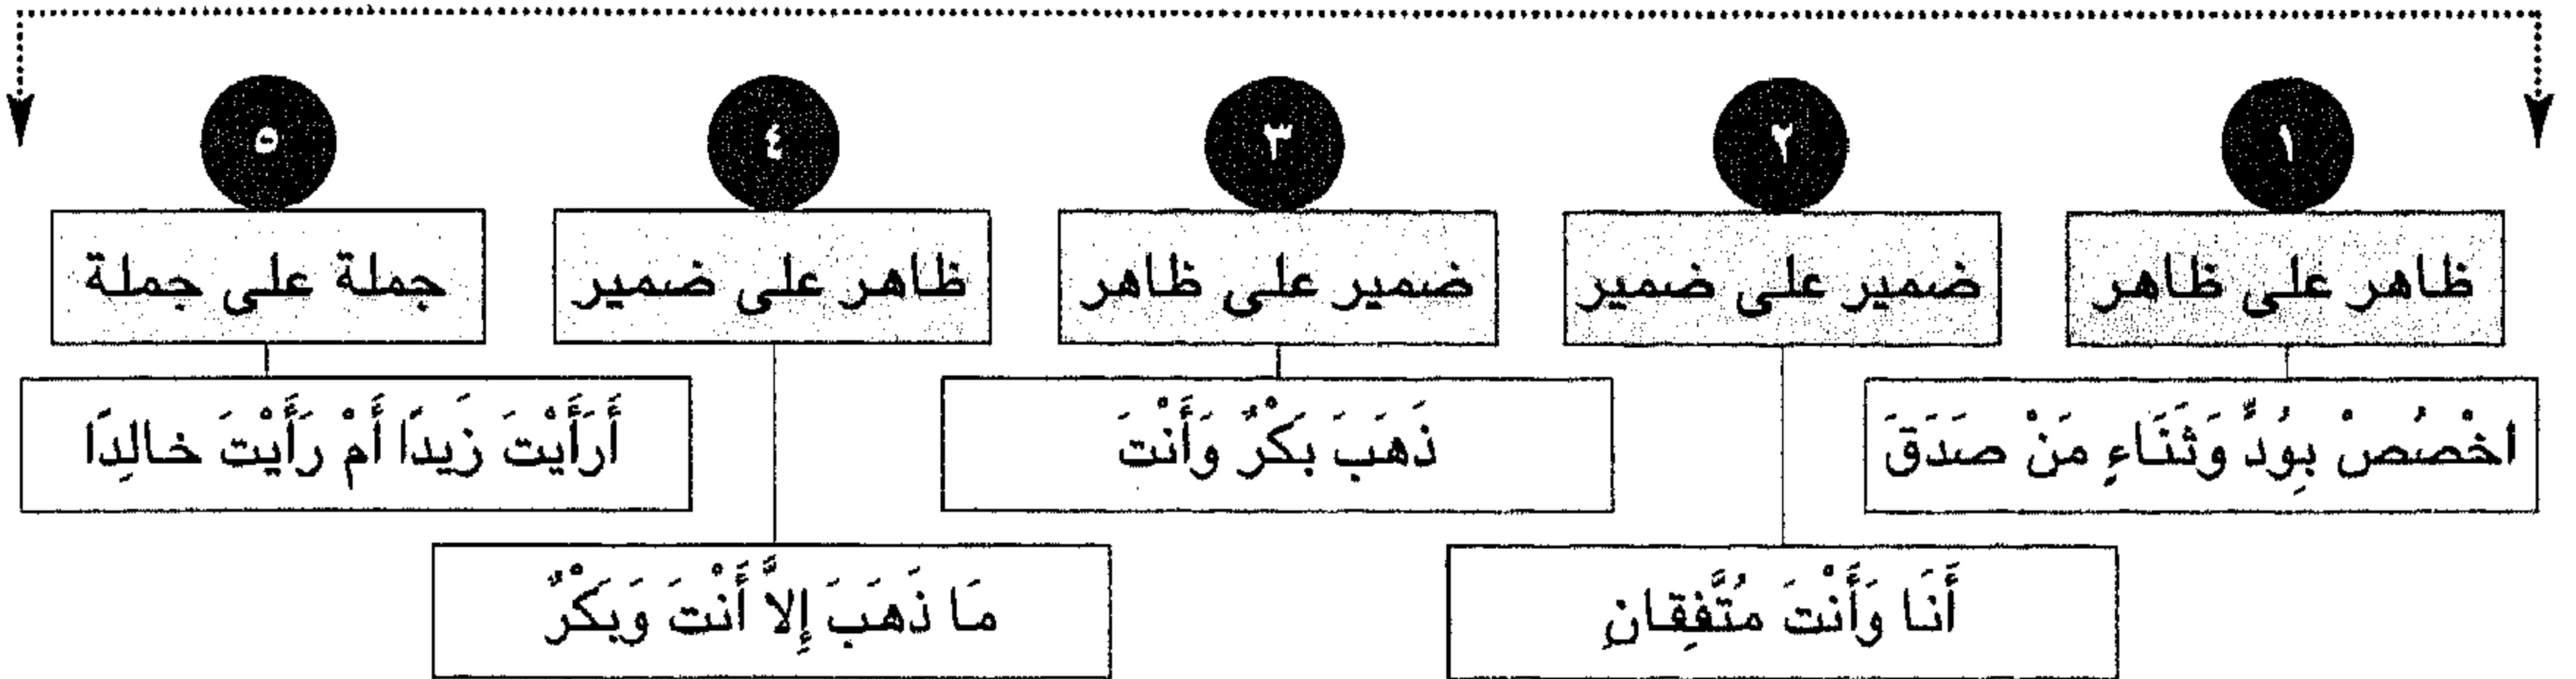 ١
٢
٣
٤
٥
ظاهر على ظاهر
ضمير على ضمير
ضمير على ظاهر
ظاهر على ضمير
جملة على جملة
اخْصُصْ بِوُدٍّ وَثَنَاءٍ مَنْ صَدَقَ
ذَهَبَ بَكْرٌ وَأَنْتَ
أَرَأَيْتَ زَيدًا أَمْ رَأَيْتَ خالِدًا
أَنَا وَأَنْتَ مُتَّفِقانِ
مَا ذَهَبَ إِلاَّ أَنْتَ وَبَكْرٌ